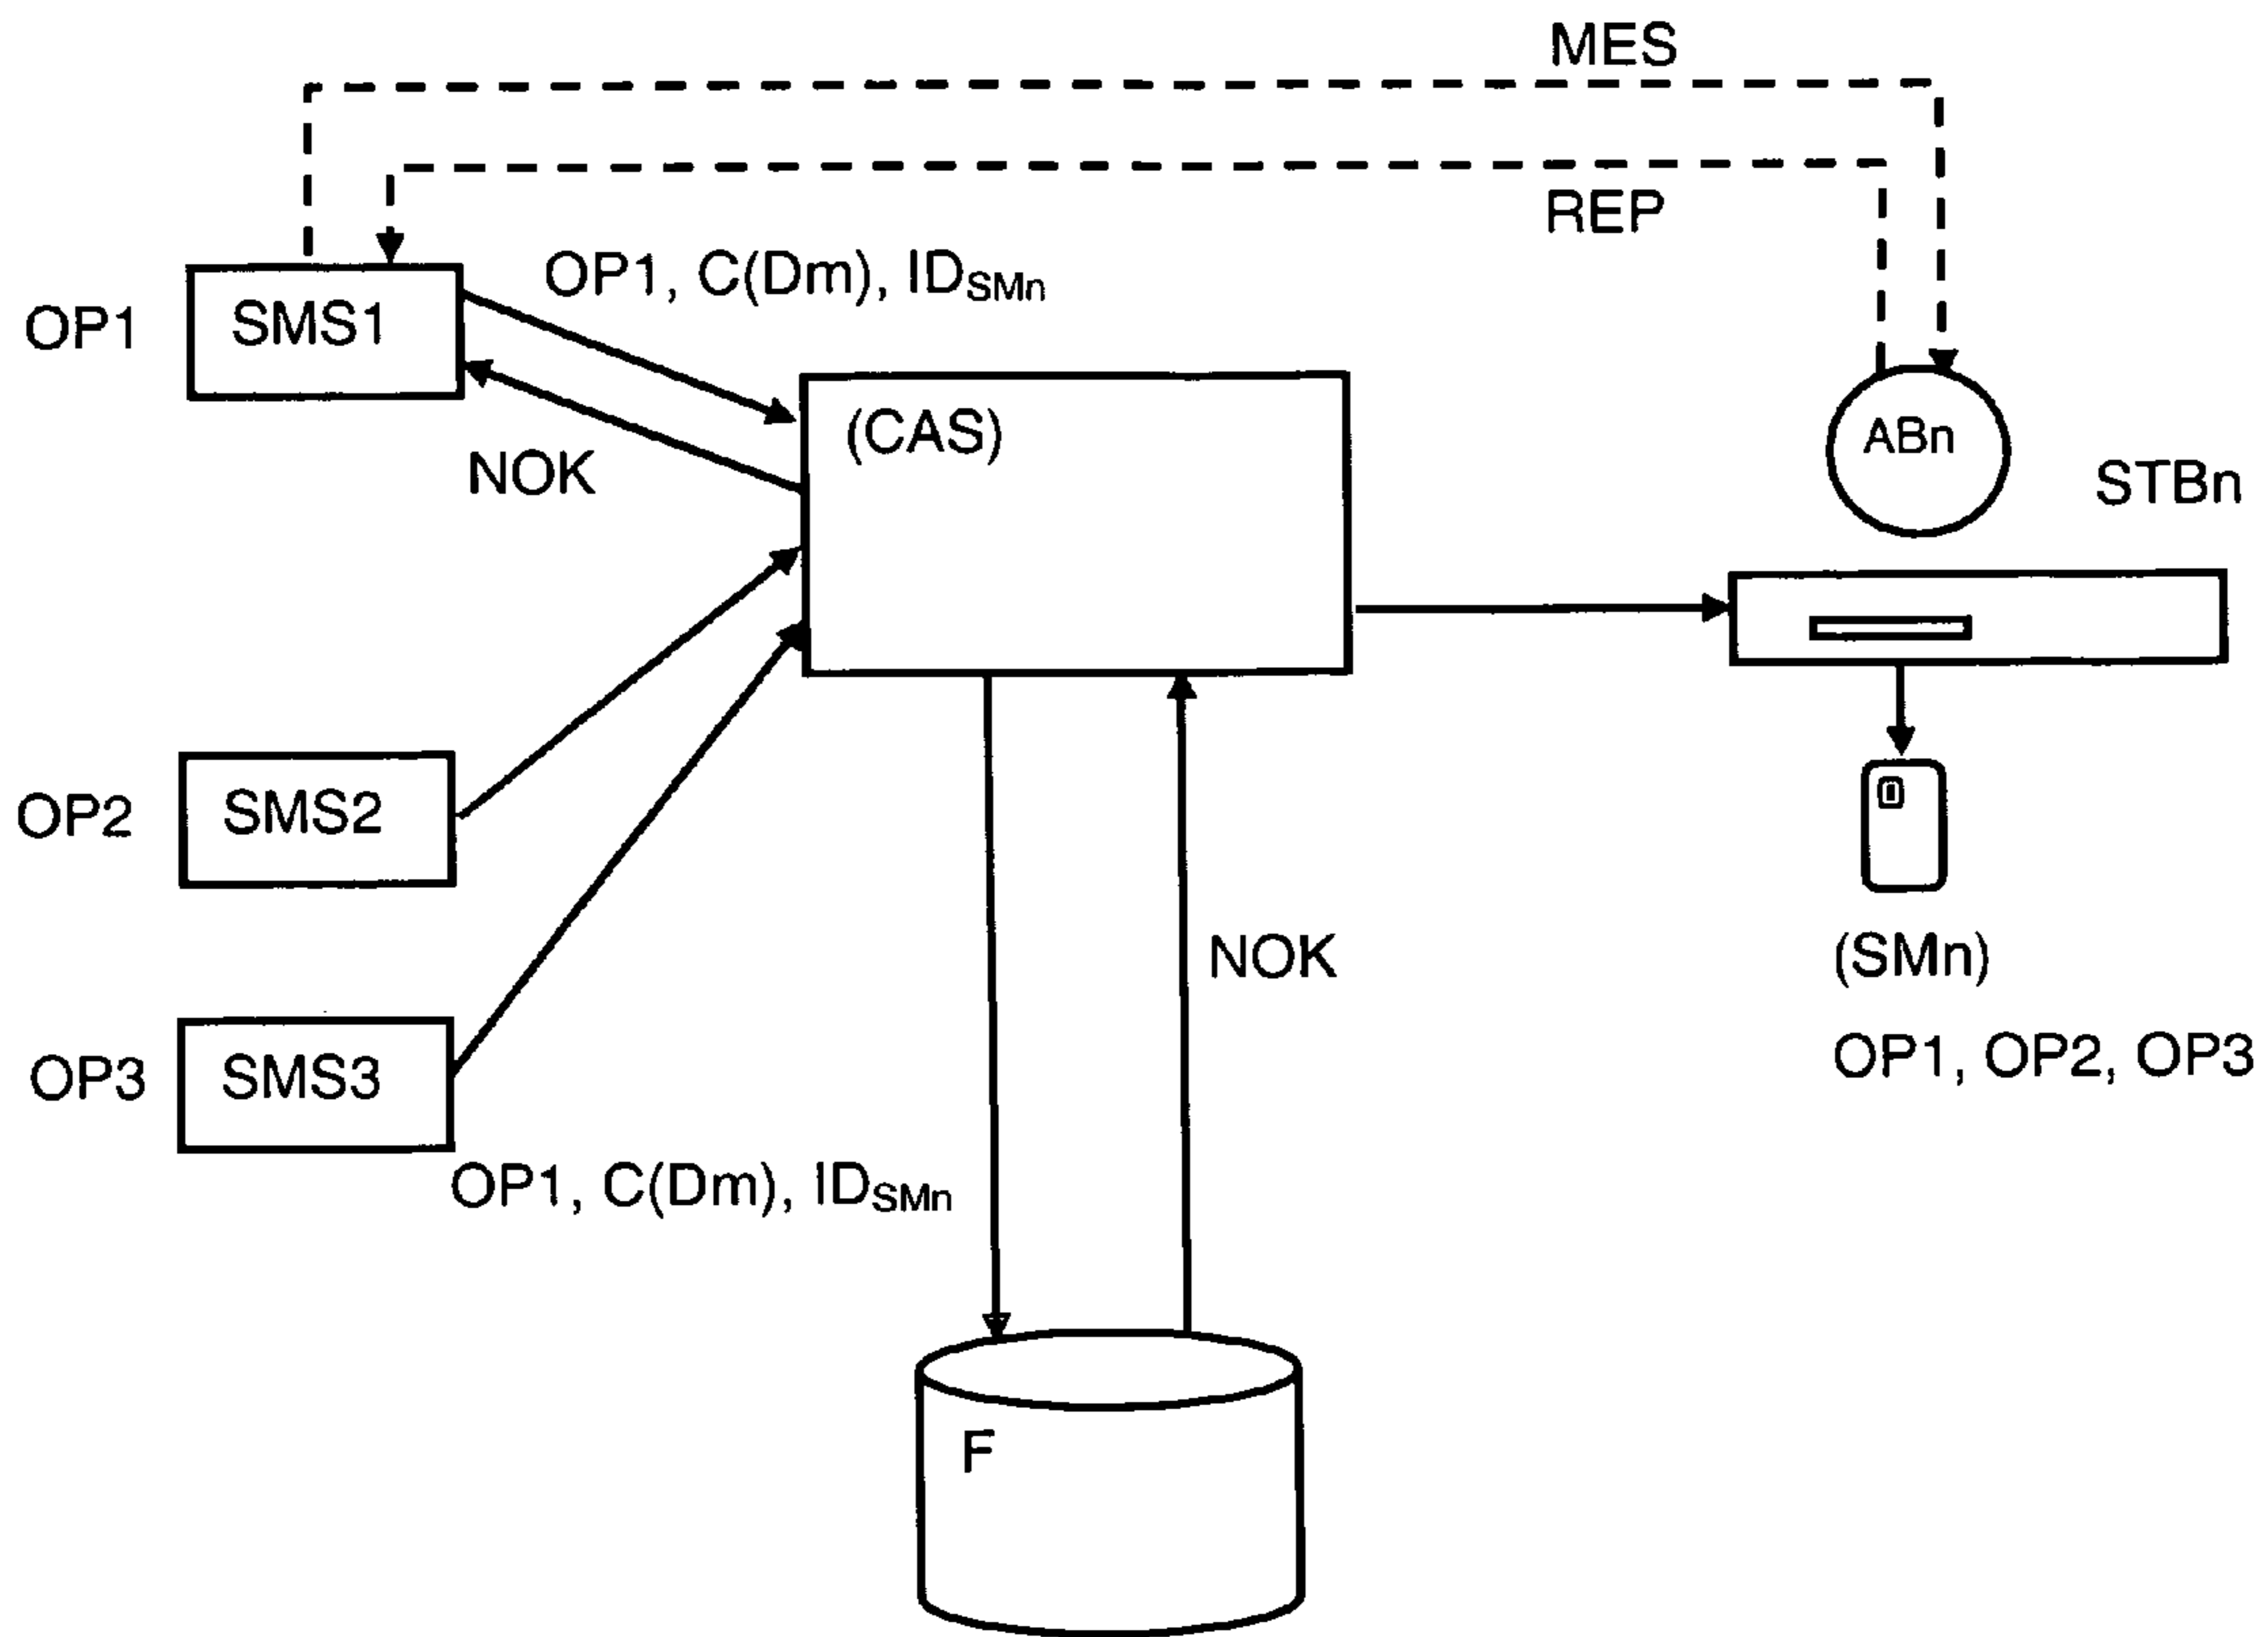 MES
REP
OP1, C(Dm), IDSMn
OP1
SMS1
(CAS)
ABn
NOK
STBn
OP2
SMS2
NOK
(SMn)
OP1, OP2, OP3
OP3
SMS3
OP1, C(Dm), IDSMn
F